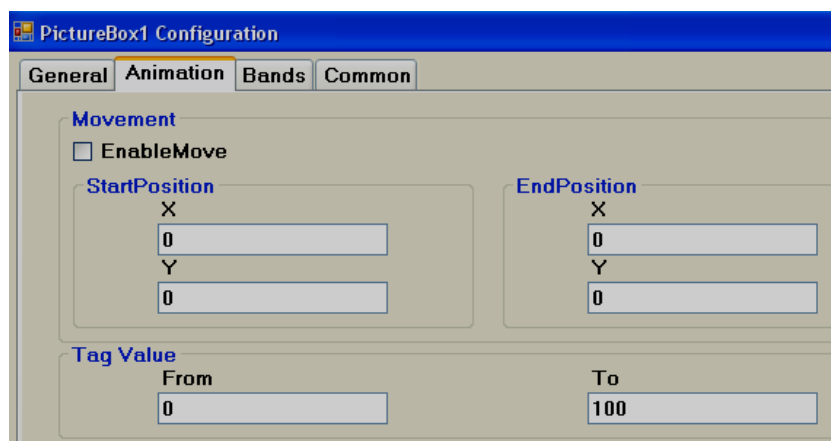 PictureBox1 Configuration
General Animation Bands Common
Movement
EnableMove
StartPosition EndPosition
X X
0 0
Y Y
0 0
Tag Value
From To
0 100